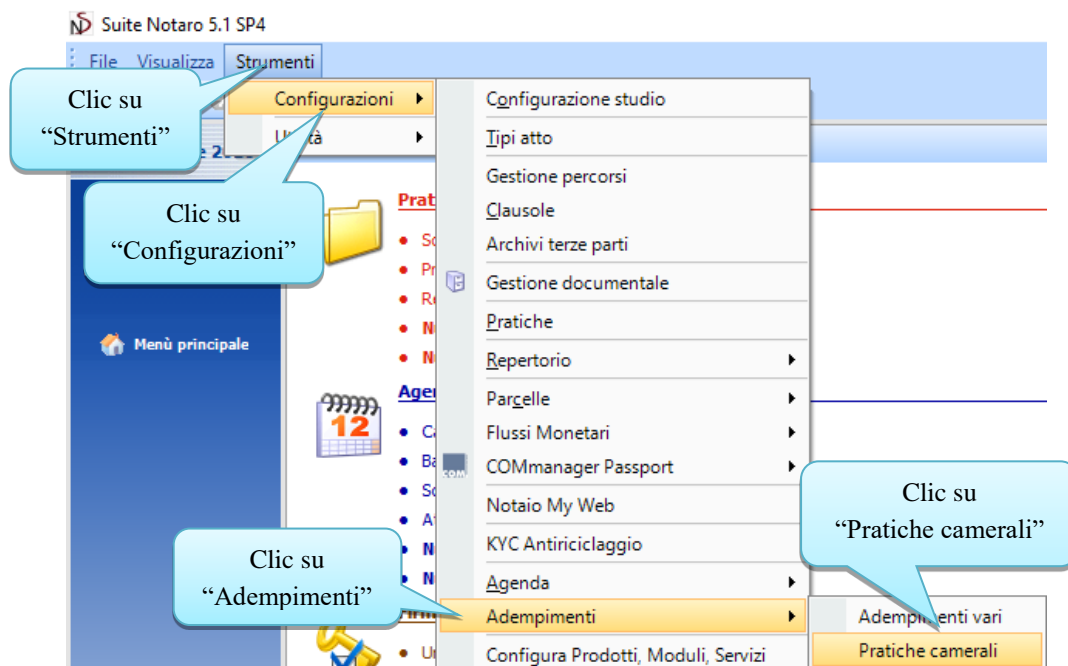 Suite Notaro 5.1 SP4
File Visualizza Strumenti
Clic su
“Strumenti”
Configurazioni
Clic su
“Configurazioni”
Configurazione studio
Tipi atto
Gestione percorsi
Clausole
Archivi terze parti
Gestione documentale
Pratiche
Repertorio
Parcelle
Flussi Monetari
COMmanager Passport
Notaio My Web
KYC Antiriciclaggio
Agenda
Adempimenti
Configura Prodotti, Moduli, Servizi
Menù principale
12
COM
Clic su
“Adempimenti”
Clic su
“Pratiche camerali”
Adempimenti vari
Pratiche camerali